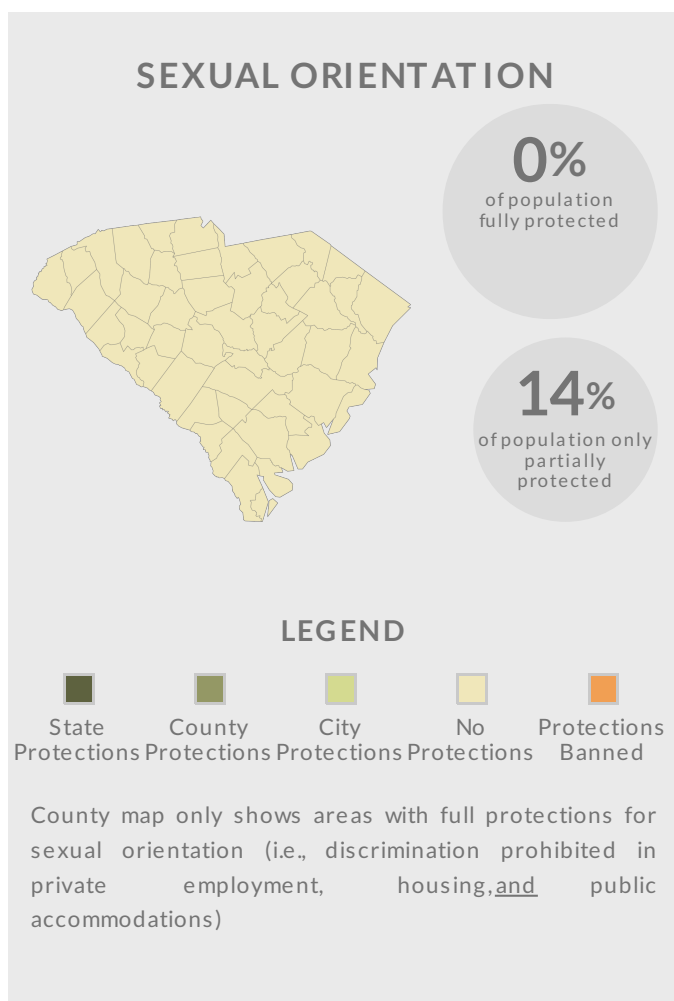 SEXUAL ORIENTATION
0%
of population
fully protected
14%
of population only
partially
protected
LEGEND
State
Protections
County
Protections
City
Protections
No
Protections
Protections
Banned
County map only shows areas with full protections for
sexual orientation (i.e., discrimination prohibited in
private employment, housing, and public
accommodations)